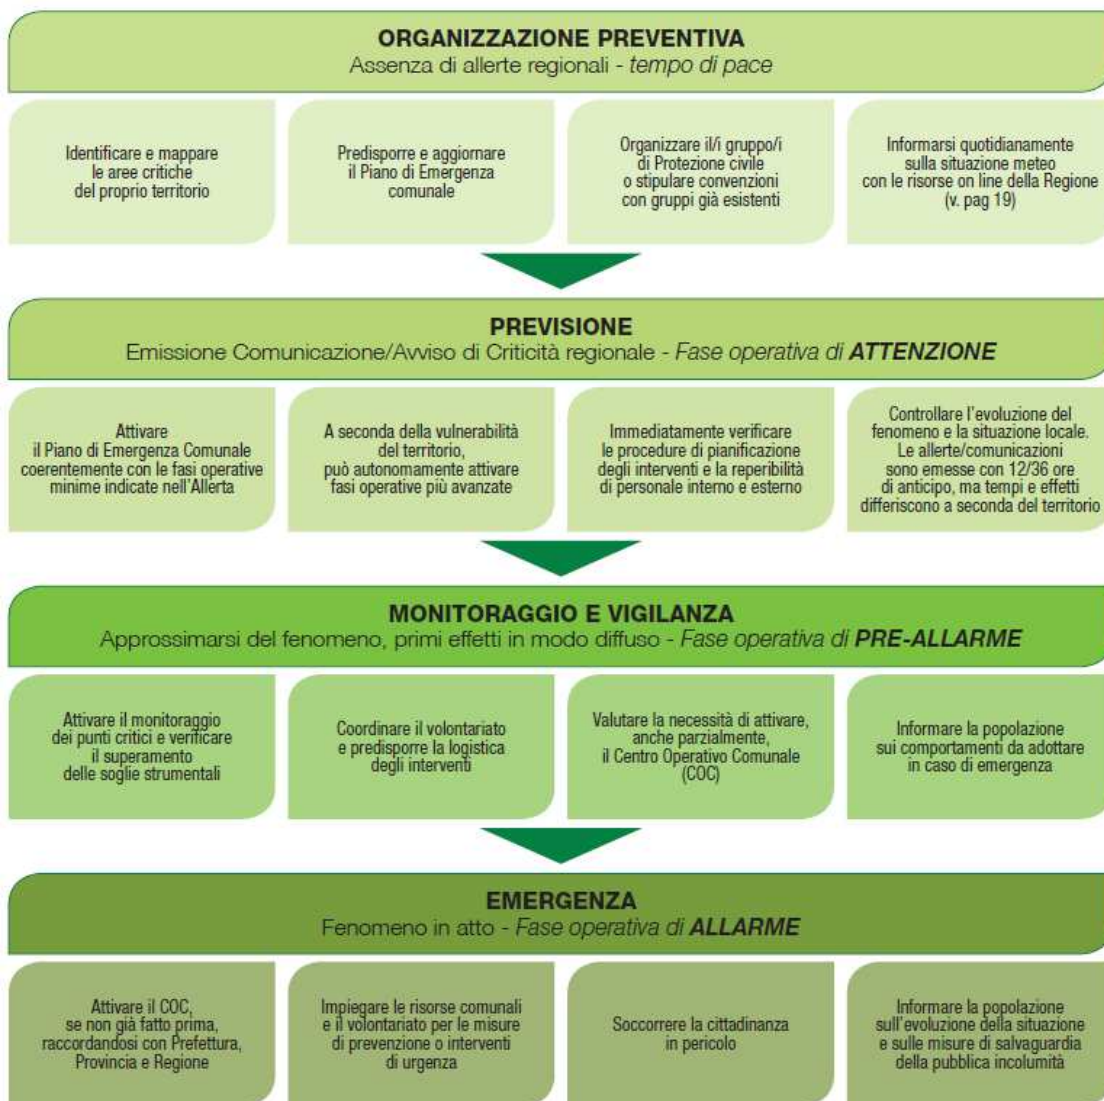 ORGANIZZAZIONE PREVENTIVA
Assenza di allerte regionali - tempo di pace
Identificare e mappare
le aree critiche
del proprio territorio
Predisporre e aggiornare
il Piano di Emergenza
comunale
Organizzare il/i gruppo/i
di Protezione civile
o stipulare convenzioni
con gruppi già esistenti
Informarsi quotidianamente
sulla situazione meteo
con le risorse on line della Regione
(v. pag 19)
PREVISIONE
Emissione Comunicazione/Avviso di Criticità regionale - Fase operativa di ATTENZIONE
Attivare
il Piano di Emergenza Comunale
coerentemente con le fasi operative
minime indicate nell'Allerta
A seconda della vulnerabilità
del territorio,
può autonomamente attivare
fasi operative più avanzate
Immediatamente verificare
le procedure di pianificazione
degli interventi e la reperibilità
di personale interno e esterno
Controllare l'evoluzione del
fenomeno e la situazione locale.
Le allerte/comunicazioni
sono emesse con 12/36 ore
di anticipo, ma tempi e effetti
differiscono a seconda del territorio
MONITORAGGIO E VIGILANZA
Approssimarsi del fenomeno, primi effetti in modo diffuso - Fase operativa di PRE-ALLARME
Attivare il monitoraggio
dei punti critici e verificare
il superamento
delle soglie strumentali
Coordinare il volontariato
e predisporre la logistica
degli interventi
Valutare la necessità di attivare,
anche parzialmente,
il Centro Operativo Comunale
(COC)
Informare la popolazione
sui comportamenti da adottare
in caso di emergenza
EMERGENZA
Fenomeno in atto - Fase operativa di ALLARME
Attivare il COC,
se non già fatto prima,
raccordandosi con Prefettura,
Provincia e Regione
Impiegare le risorse comunali
e il volontariato per le misure
di prevenzione o interventi
di urgenza
Soccorrere la cittadinanza
in pericolo
Informare la popolazione
sull'evoluzione della situazione
e sulle misure di salvaguardia
della pubblica incolumità